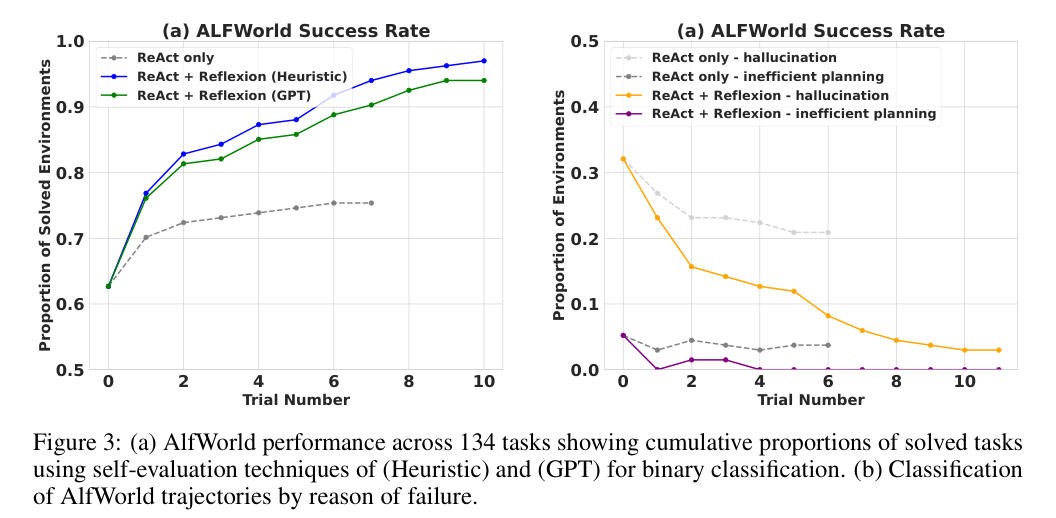 (a) ALFWorld Success Rate
Proportion of Solved Environments
1.0
0.9
0.8
0.7
0.6
0.5
ReAct only
ReAct + Reflexion (Heuristic)
ReAct + Reflexion (GPT)
0 2 4 6 8 10
Trial Number
(a) ALFWorld Success Rate
Proportion of Environments
0.5
0.4
0.3
0.2
0.1
0.0
ReAct only - hallucination
ReAct only - inefficient planning
ReAct + Reflexion - hallucination
ReAct + Reflexion - inefficient planning
0 2 4 6 8 10
Trial Number
Figure 3: (a) AlfWorld performance across 134 tasks showing cumulative proportions of solved tasks
using self-evaluation techniques of (Heuristic) and (GPT) for binary classification. (b) Classification
of AlfWorld trajectories by reason of failure.